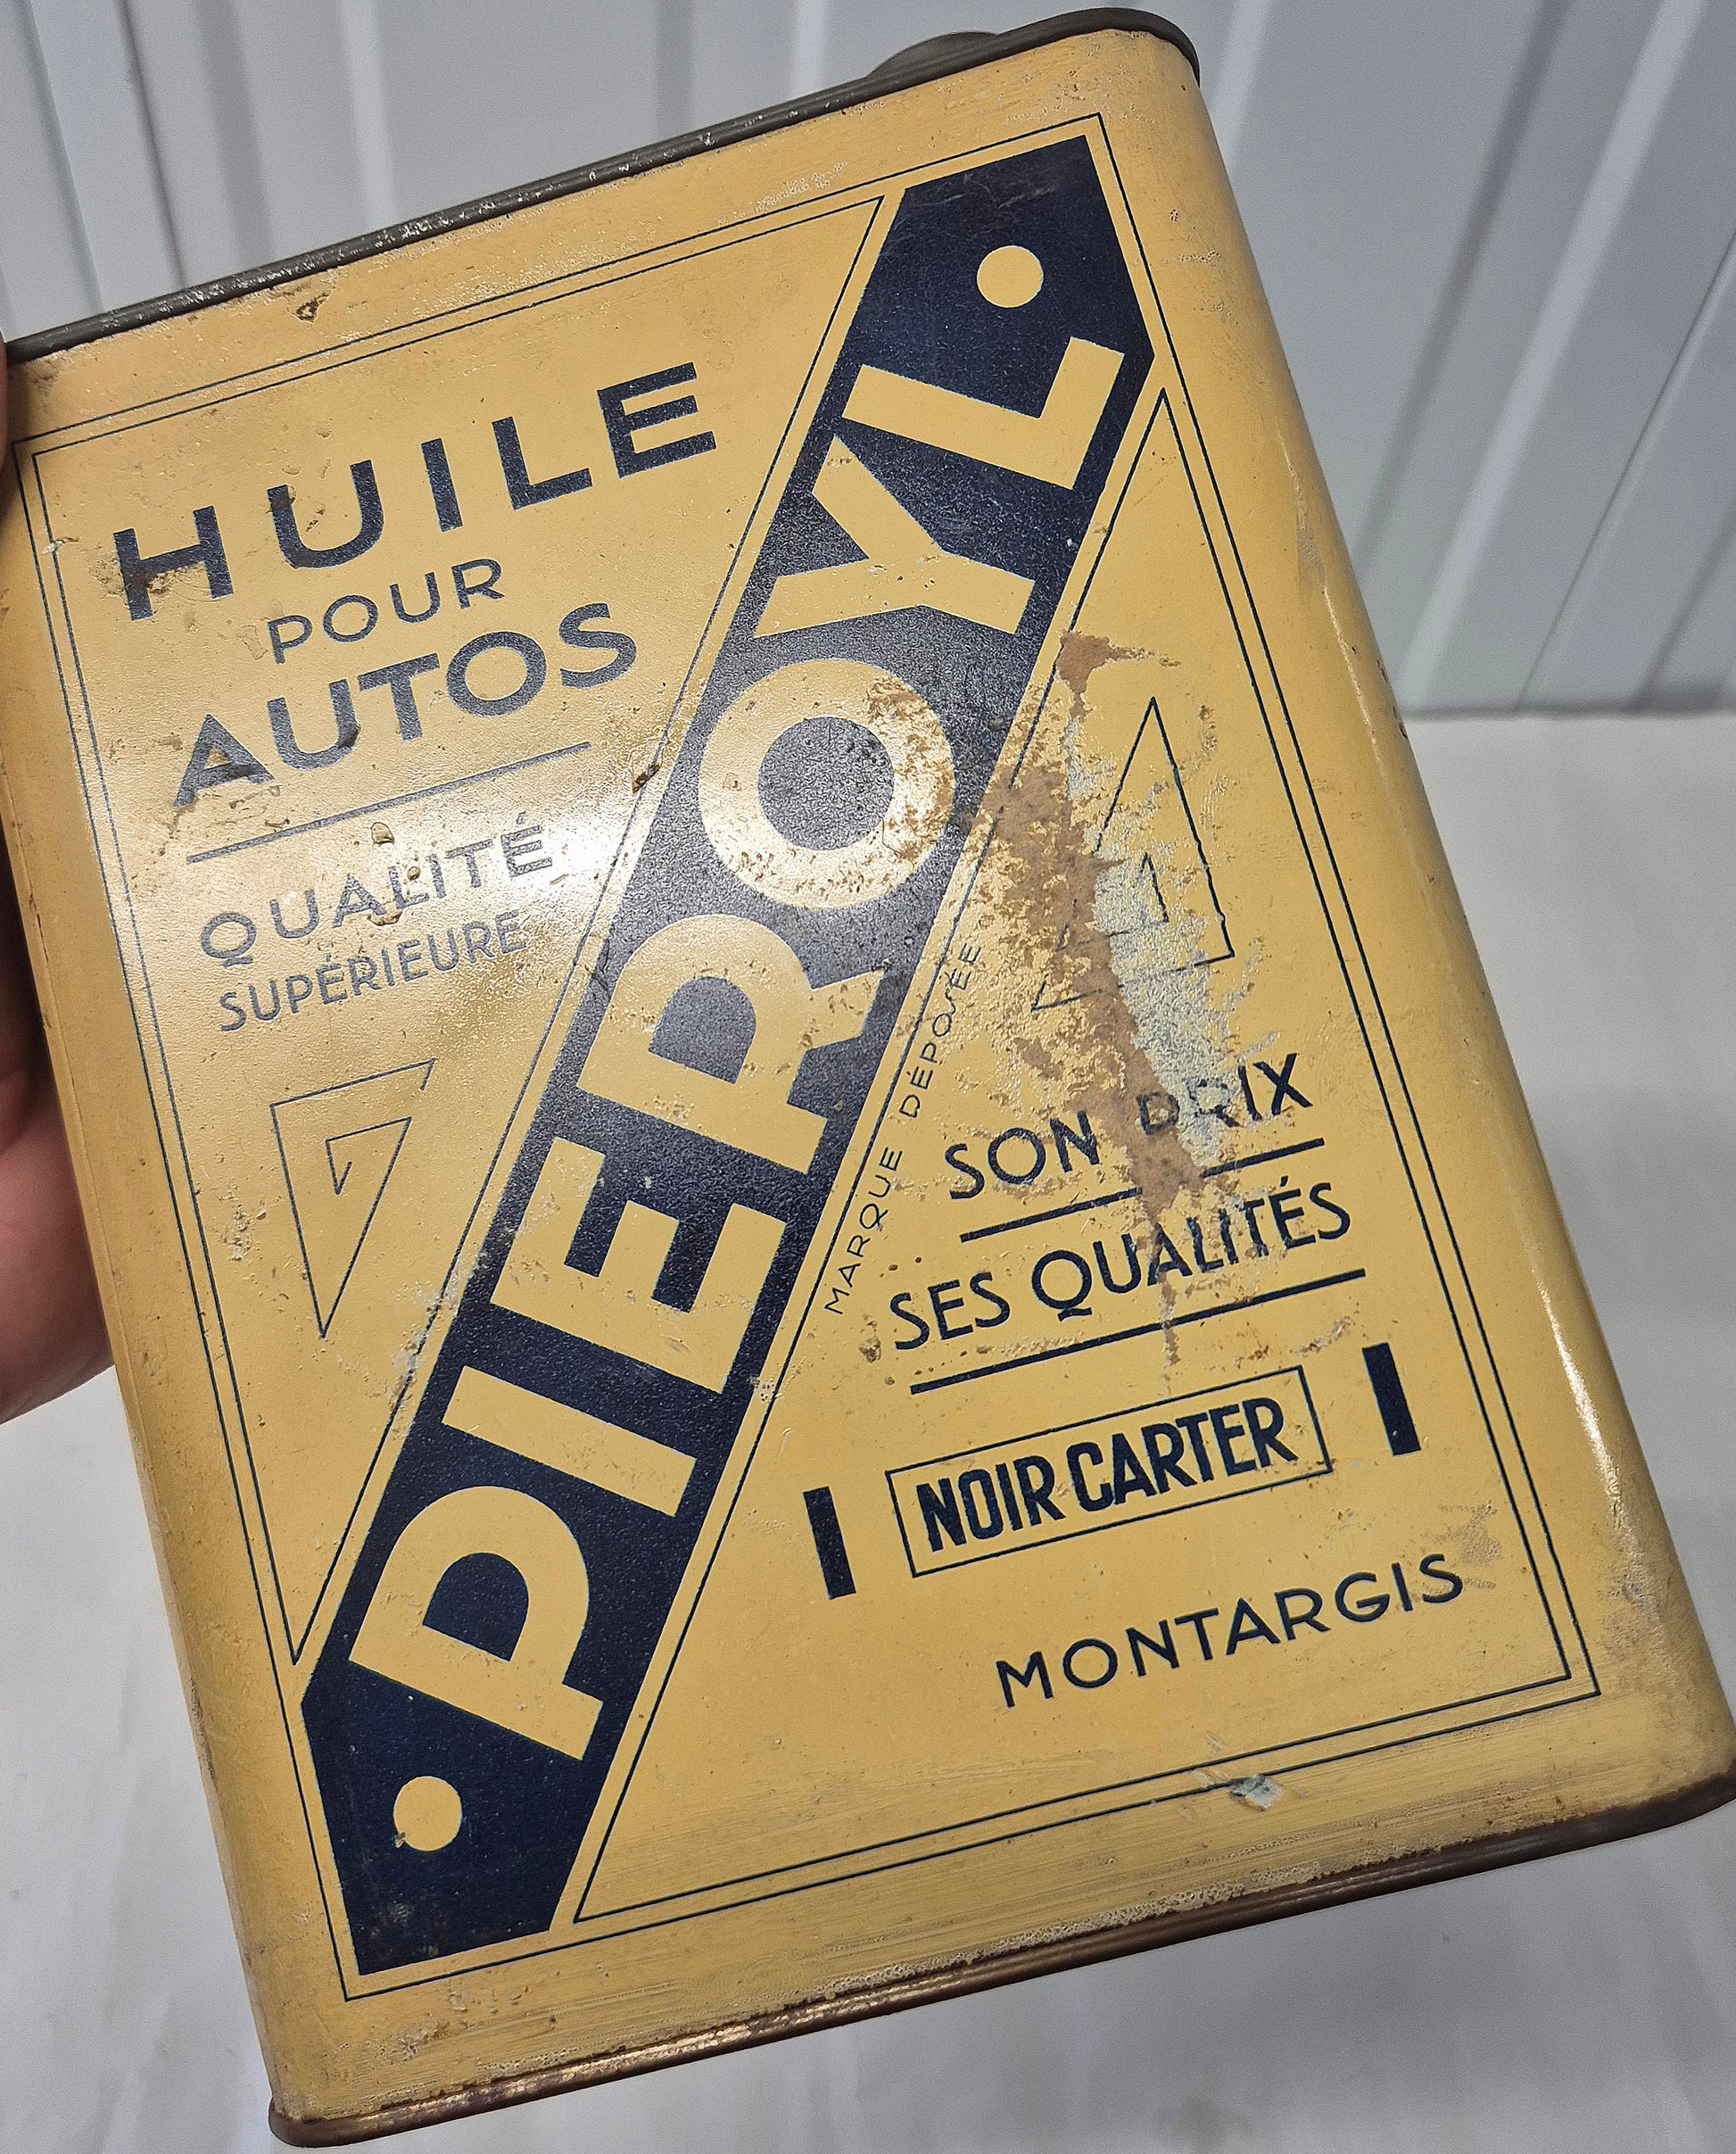 HUILE
POUR
AUTOS
QUALITÉ
SUPÉRIEURE
PIEROYL
MARQUE DÉPOSÉE
SON PRIX
SES QUALITÉS
NOIR CARTER
MONTARGIS